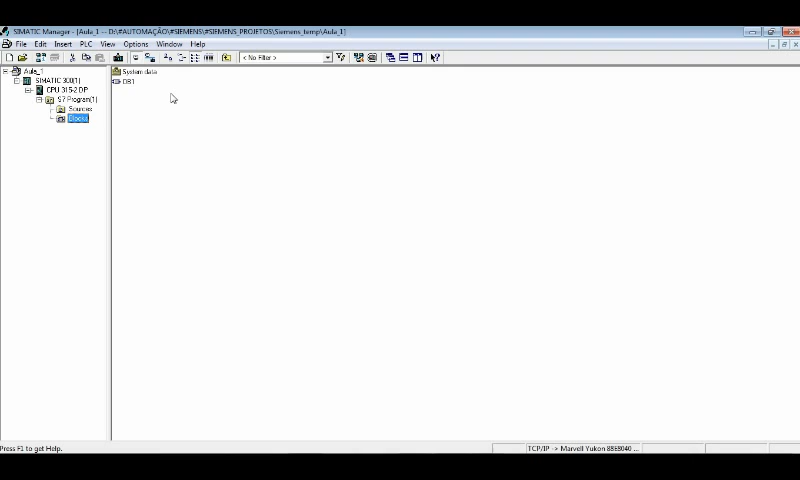 SIMATIC Manager - [Aula_1 -- D:\#AUTOMAÇÃO\#SIEMENS\#SIEMENS_PROJETOS\Siemens_temp\Aula_1]
File Edit Insert PLC View Options Window Help
< No Filter >
Aula_1
SIMATIC 300(1)
CPU 315-2 DP
S7 Program(1)
Sources
Blocks
System data
OB1
Press F1 to get Help.
TCP/IP -> Marvell Yukon 88E8040 ...